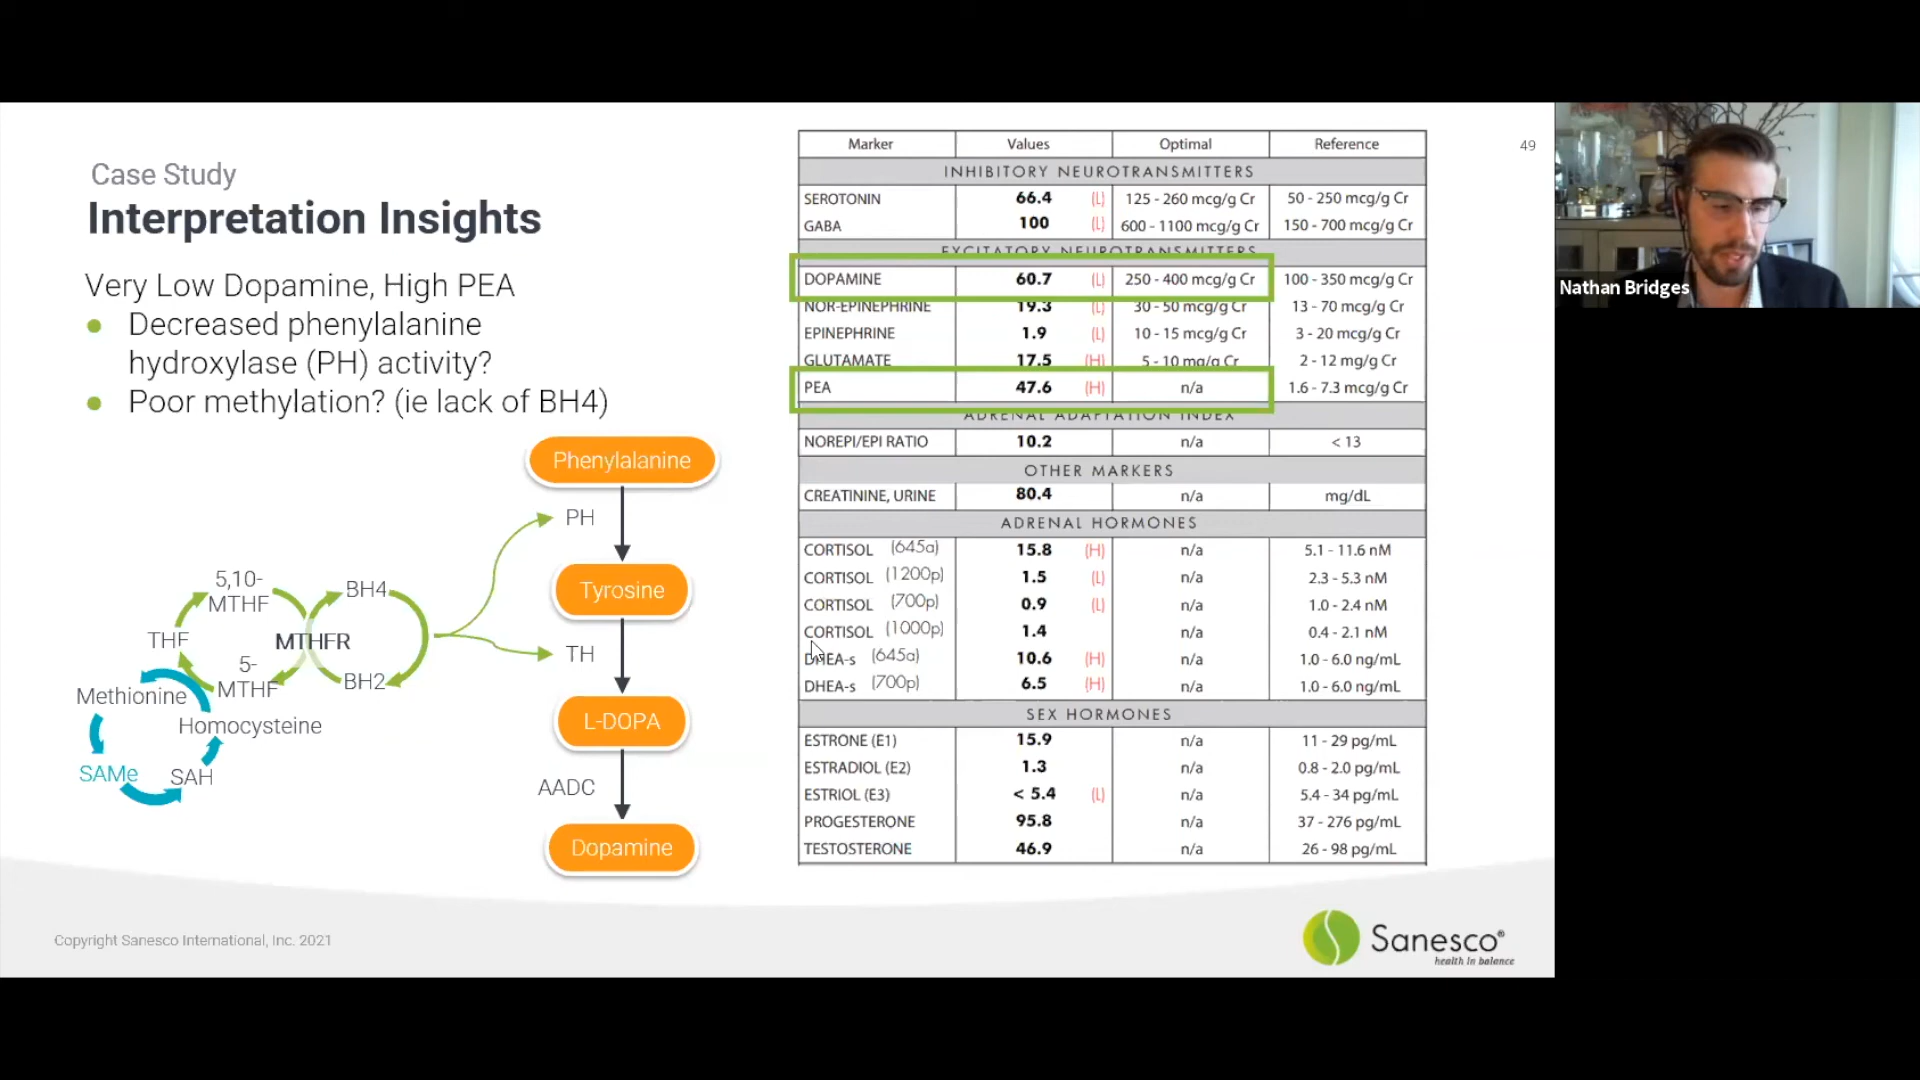 Case Study
Interpretation Insights
Very Low Dopamine, High PEA
• Decreased phenylalanine
hydroxylase (PH) activity?
• Poor methylation? (ie lack of BH4)
Phenylalanine
PH
Tyrosine
TH
L-DOPA
AADC
Dopamine
5,10-
MTHF
BH4
THF
MTHFR
5-
MTHF
BH2
Methionine
Homocysteine
SAMe
SAH
Marker Values Optimal Reference
INHIBITORY NEUROTRANSMITTERS
SEROTONIN 66.4 (L) 125 - 260 mcg/g Cr 50 - 250 mcg/g Cr
GABA 100 (L) 600 - 1100 mcg/g Cr 150 - 700 mcg/g Cr
EXCITATORY NEUROTRANSMITTERS
DOPAMINE 60.7 (L) 250 - 400 mcg/g Cr 100 - 350 mcg/g Cr
NOR-EPINEPHRINE 19.3 (L) 30 - 50 mcg/g Cr 13 - 70 mcg/g Cr
EPINEPHRINE 1.9 (L) 10 - 15 mcg/g Cr 3 - 20 mcg/g Cr
GLUTAMATE 17.5 (H) 5 - 10 mg/g Cr 2 - 12 mg/g Cr
PEA 47.6 (H) n/a 1.6 - 7.3 mcg/g Cr
ADRENAL ADAPTATION INDEX
NOREPI/EPI RATIO 10.2 n/a < 13
OTHER MARKERS
CREATININE, URINE 80.4 n/a mg/dL
ADRENAL HORMONES
CORTISOL (645a) 15.8 (H) n/a 5.1 - 11.6 nM
CORTISOL (1200p) 1.5 (L) n/a 2.3 - 5.3 nM
CORTISOL (700p) 0.9 (L) n/a 1.0 - 2.4 nM
CORTISOL (1000p) 1.4 n/a 0.4 - 2.1 nM
DHEA-s (645a) 10.6 (H) n/a 1.0 - 6.0 ng/mL
DHEA-s (700p) 6.5 (H) n/a 1.0 - 6.0 ng/mL
SEX HORMONES
ESTRONE (E1) 15.9 n/a 11 - 29 pg/mL
ESTRADIOL (E2) 1.3 n/a 0.8 - 2.0 pg/mL
ESTRIOL (E3) < 5.4 (L) n/a 5.4 - 34 pg/mL
PROGESTERONE 95.8 n/a 37 - 276 pg/mL
TESTOSTERONE 46.9 n/a 26 - 98 pg/mL
49
Nathan Bridges
Copyright Sanesco International, Inc. 2021
Sanesco®
health in balance